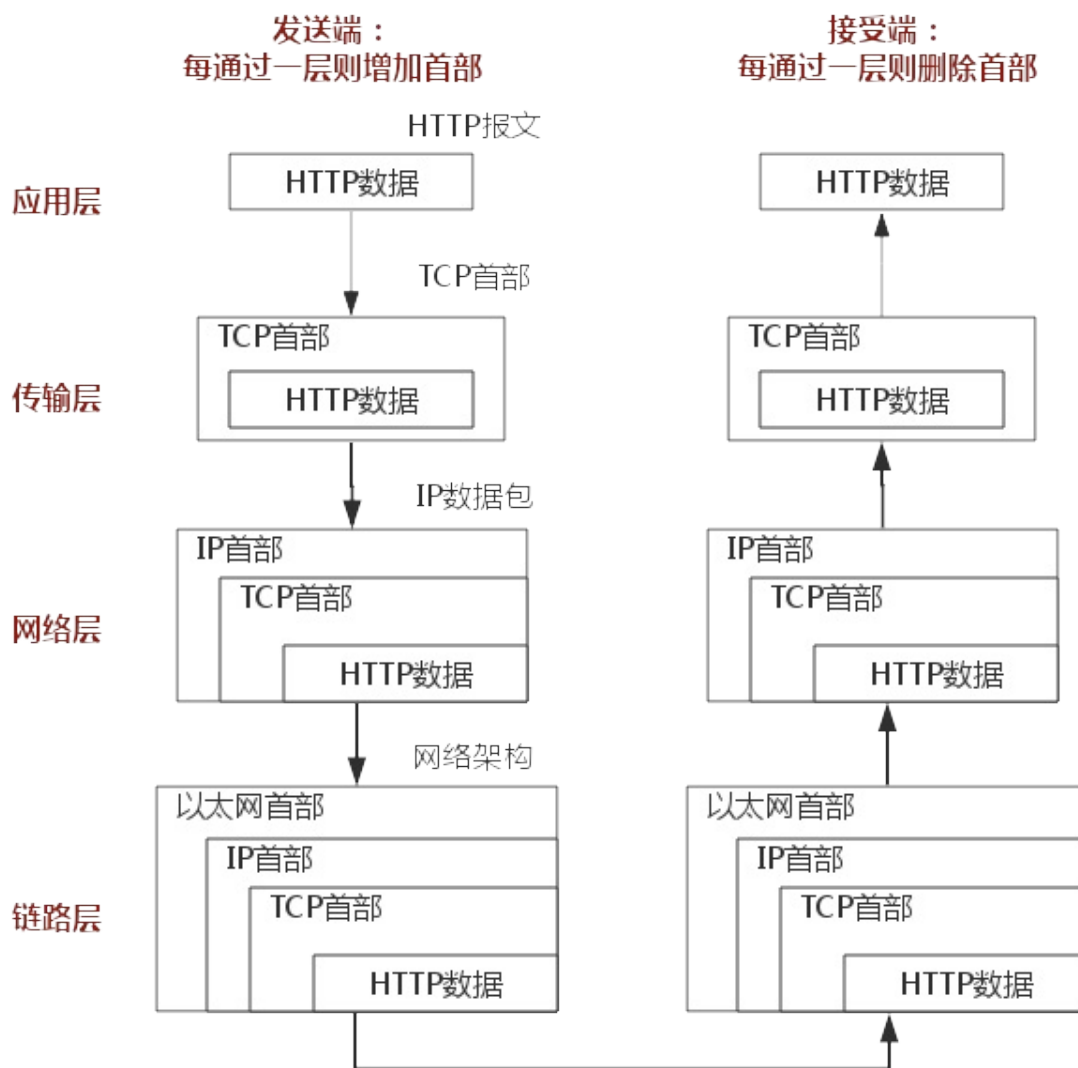 发送端：
每通过一层则增加首部
接受端：
每通过一层则删除首部
HTTP报文
应用层
HTTP数据
HTTP数据
TCP首部
TCP首部
TCP首部
传输层
HTTP数据
HTTP数据
IP数据包
IP首部
IP首部
TCP首部
TCP首部
网络层
HTTP数据
HTTP数据
网络架构
以太网首部
以太网首部
IP首部
IP首部
TCP首部
TCP首部
链路层
HTTP数据
HTTP数据